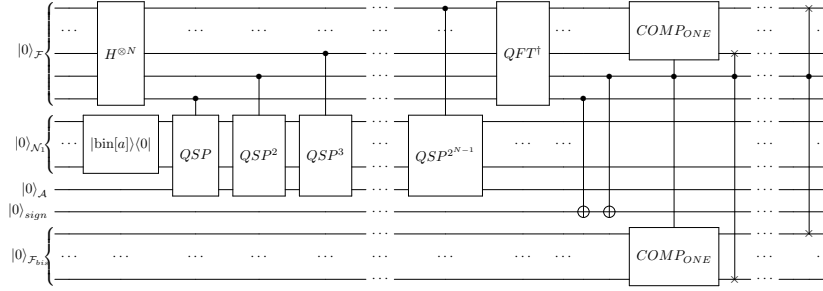 |0⟩_𝓕 ... H^{⊗N} ... ... ... ... ... QFT^† ... COMP_{ONE} ... ...
|0⟩_{𝓝_1} ... |bin[a]⟩⟨0| QSP QSP^2 QSP^3 ... QSP^{2^{N-1}} ... ...
|0⟩_𝓐
|0⟩_{sign}
|0⟩_{𝓕_{bis}} ... ... ... ... ... ... ... COMP_{ONE} ... ...